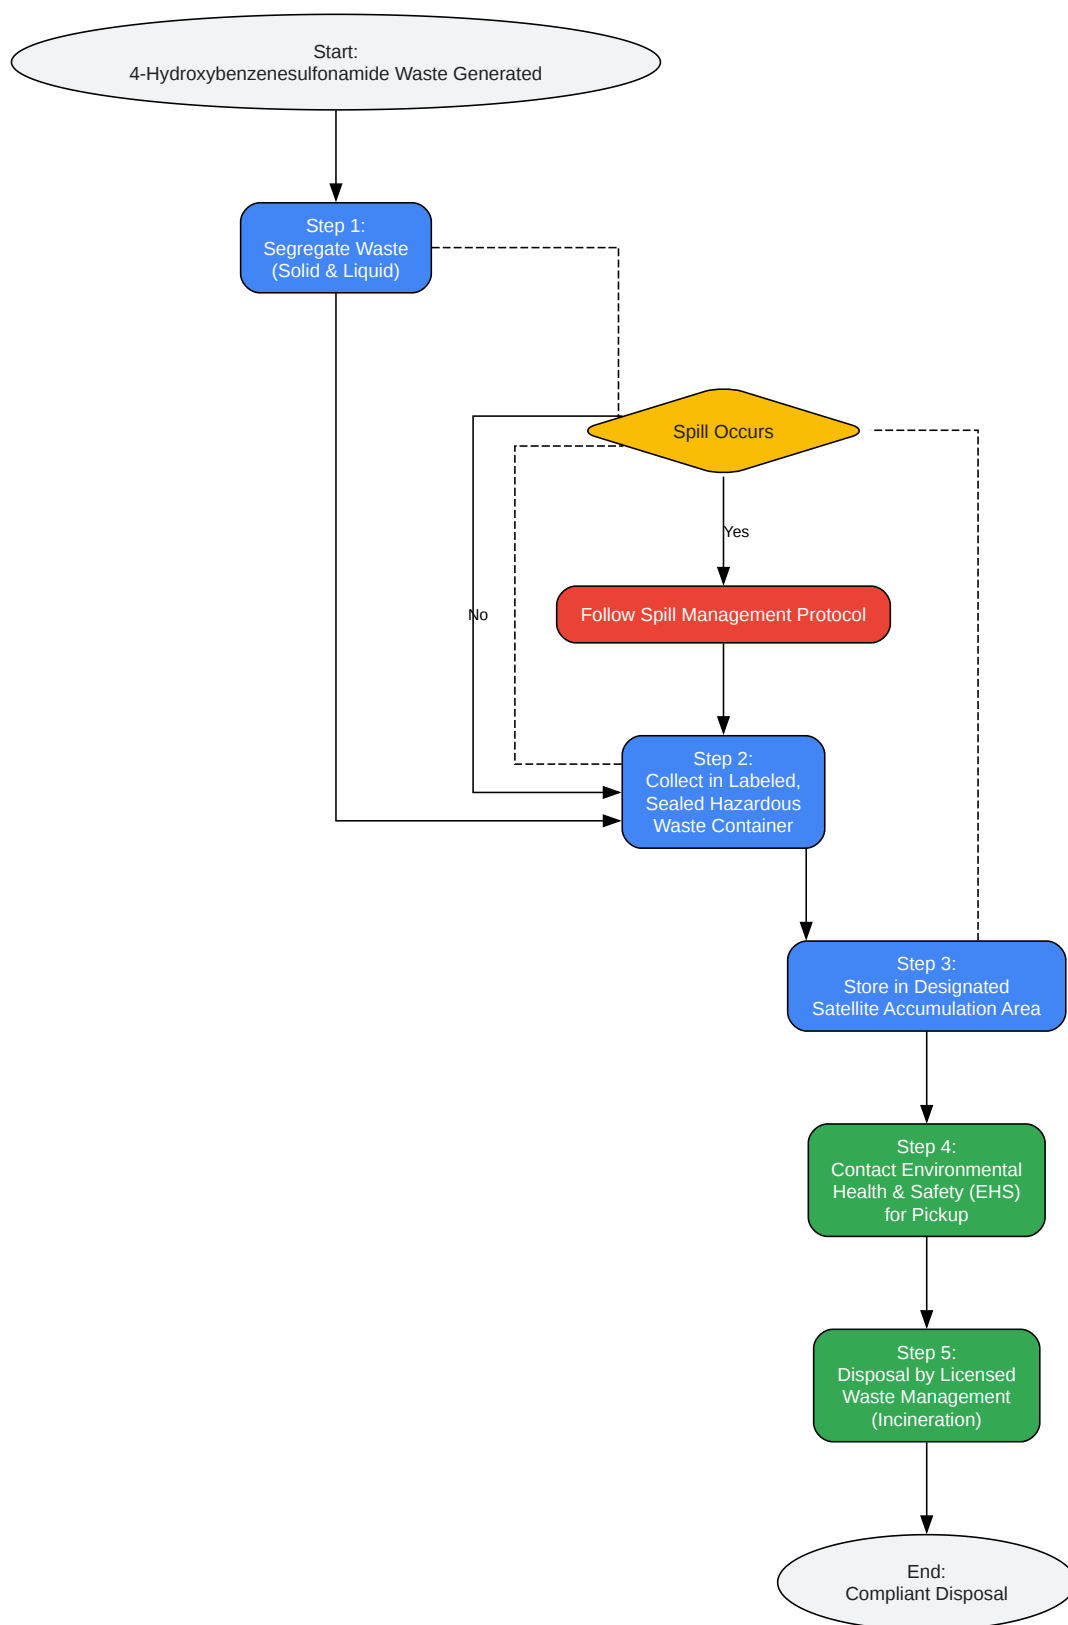 Start:
4-Hydroxybenzenesulfonamide Waste Generated
Step 1:
Segregate Waste
(Solid & Liquid)
Spill Occurs
Yes
Follow Spill Management Protocol
No
Step 2:
Collect in Labeled,
Sealed Hazardous
Waste Container
Step 3:
Store in Designated
Satellite Accumulation Area
Step 4:
Contact Environmental
Health & Safety (EHS)
for Pickup
Step 5:
Disposal by Licensed
Waste Management
(Incineration)
End:
Compliant Disposal